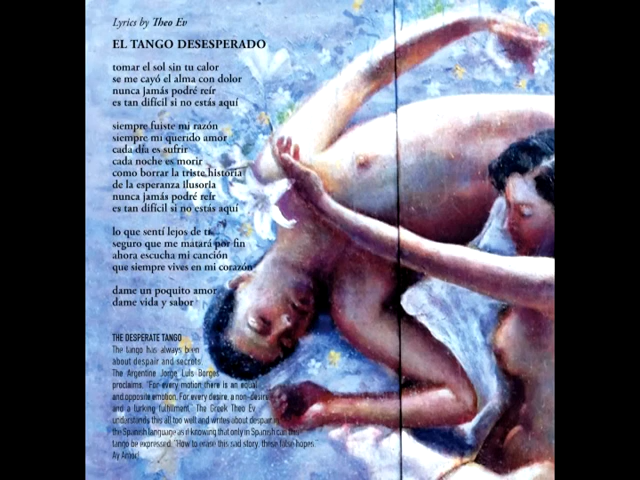 Lyrics by Theo Ev
EL TANGO DESESPERADO
tomar el sol sin tu calor
se me cayó el alma con dolor
nunca jamás podré reír
es tan difícil si no estás aquí
siempre fuiste mi razón
siempre mi querido amor
cada día es sufrir
cada noche es morir
como borrar la triste historia
de la esperanza ilusoria
nunca jamás podré reír
es tan difícil si no estás aquí
lo que sentí lejos de ti
seguro que me matará por fin
ahora escucha mi canción
que siempre vives en mi corazón
dame un poquito amor
dame vida y sabor
THE DESPERATE TANGO
The tango has always been
about despair and secrets.
The Argentine Jorge Luis Borges
proclaims, "For every motion there is an equal
and opposite emotion. For every desire, a non-desire
and a lurking fulfillment." The Greek Theo Ev
understands this all too well and writes about despair in
the Spanish language as if knowing that only in Spanish can this
tango be expressed. "How to erase this sad story, these false hopes.
Ay Amor!